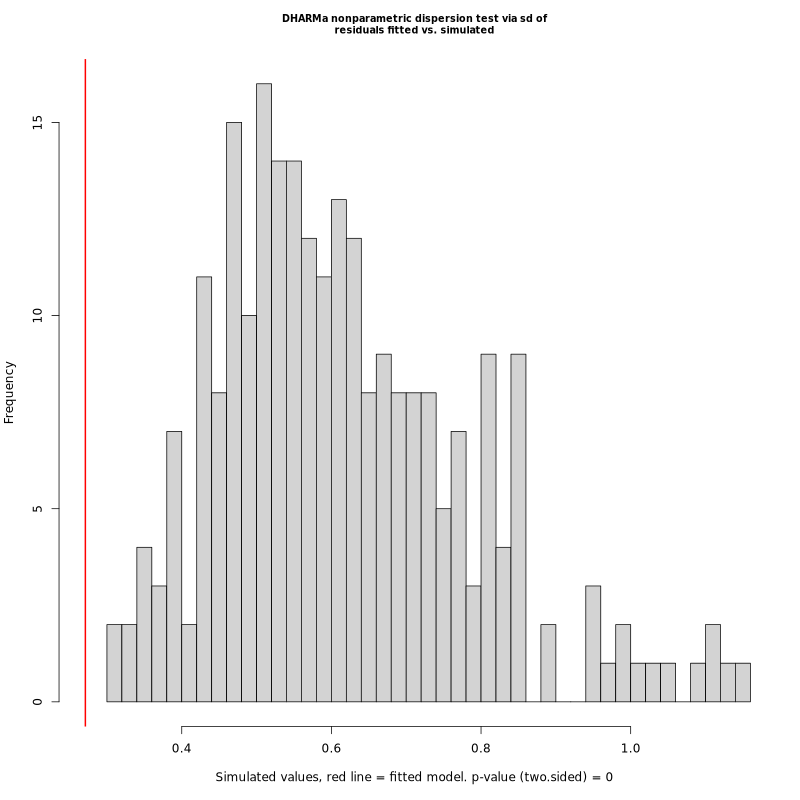 DHARMa nonparametric dispersion test via sd of
residuals fitted vs. simulated
15
10
5
0
Frequency
0.4 0.6 0.8 1.0
Simulated values, red line = fitted model. p-value (two.sided) = 0